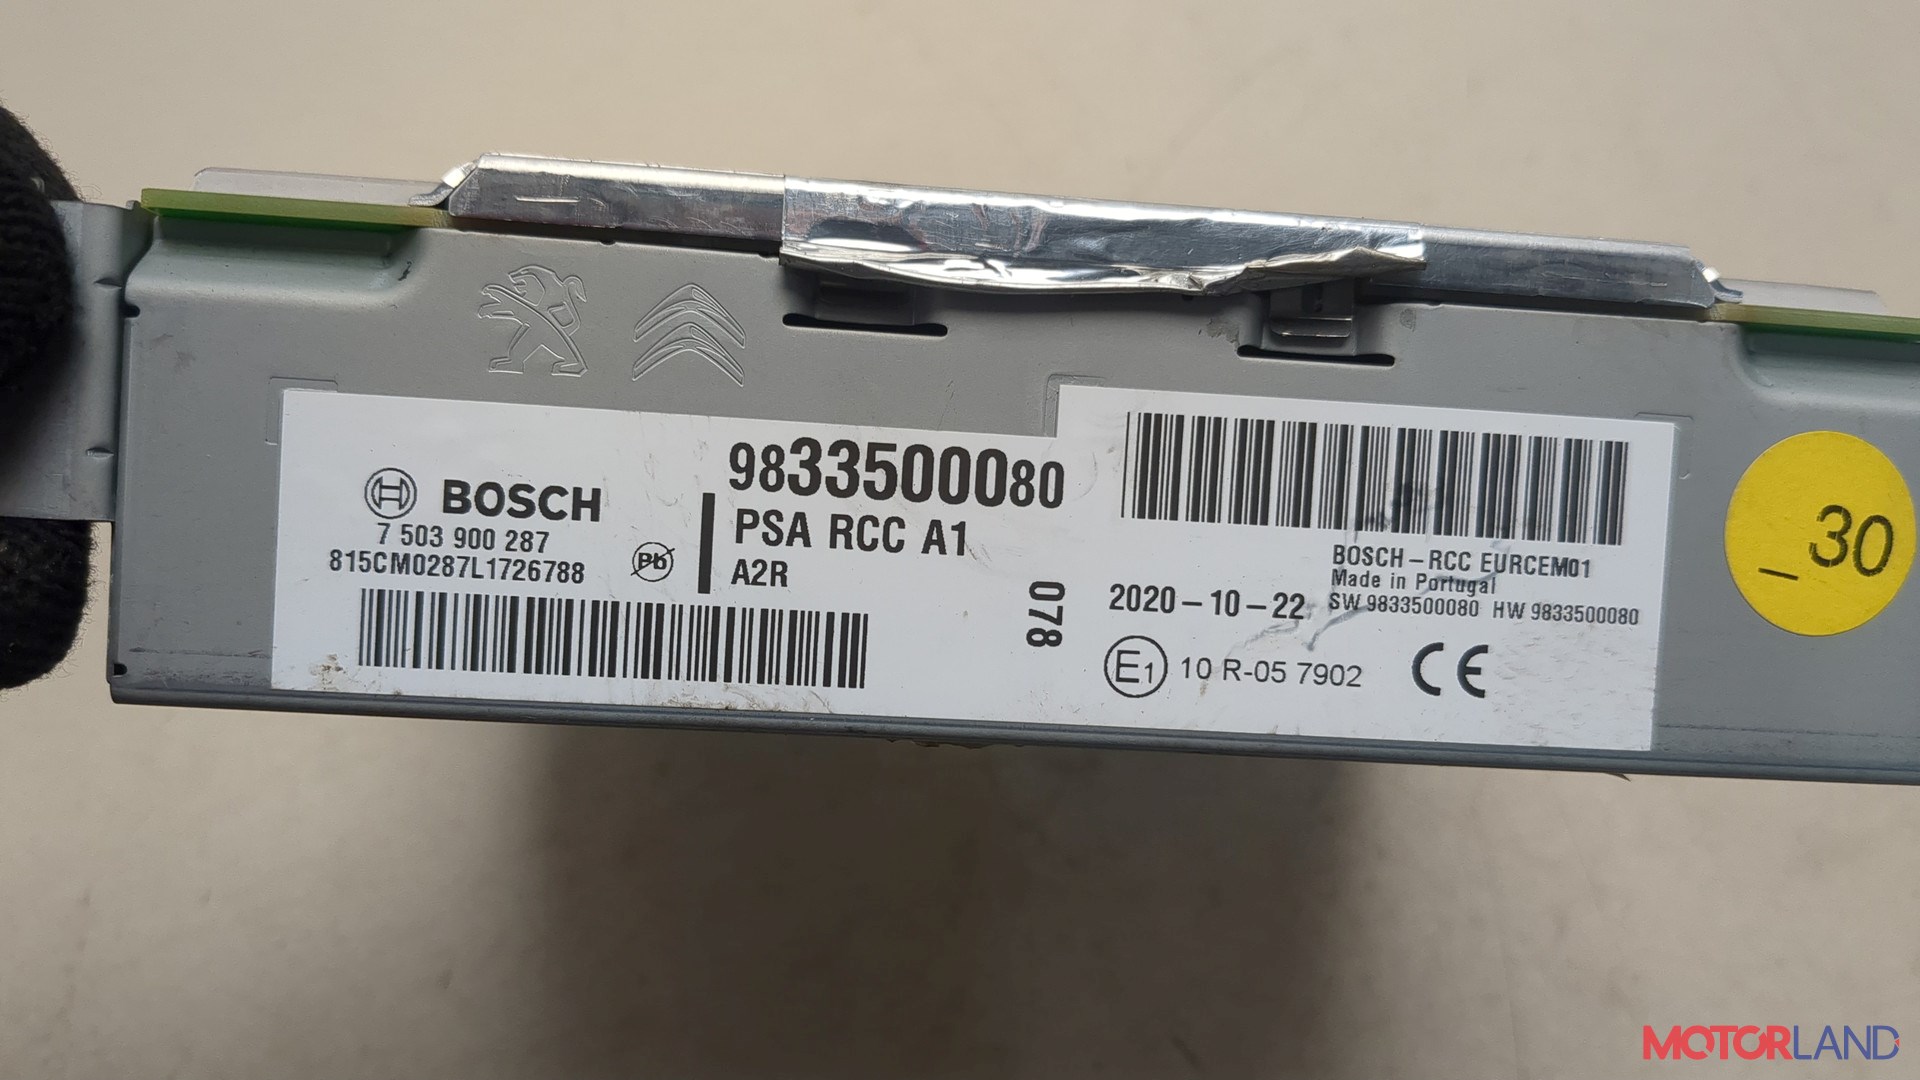 BOSCH
7 503 900 287
815CM0287L1726788
Pb
9833500080
PSA RCC A1
A2R
078
BOSCH-RCC EURCEM01
Made in Portugal
2020-10-22
SW 9833500080 HW 9833500080
E1 10 R-05 7902 CE
_30
MOTORLAND